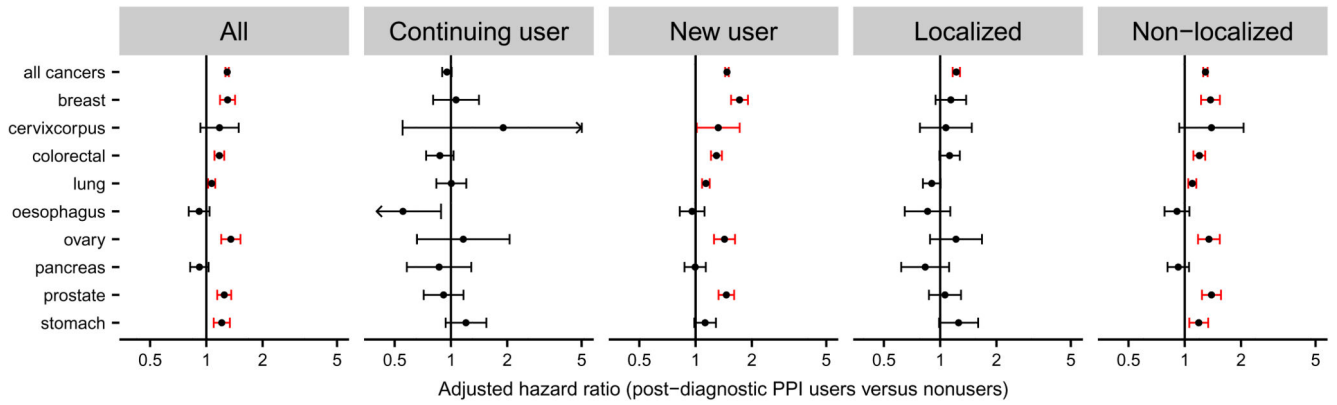 All Continuing user New user Localized Non−localized
all cancers
breast
cervixcorpus
colorectal
lung
oesophagus
ovary
pancreas
prostate
stomach
0.5 1 2 5 0.5 1 2 5 0.5 1 2 5 0.5 1 2 5 0.5 1 2 5
Adjusted hazard ratio (post−diagnostic PPI users versus nonusers)